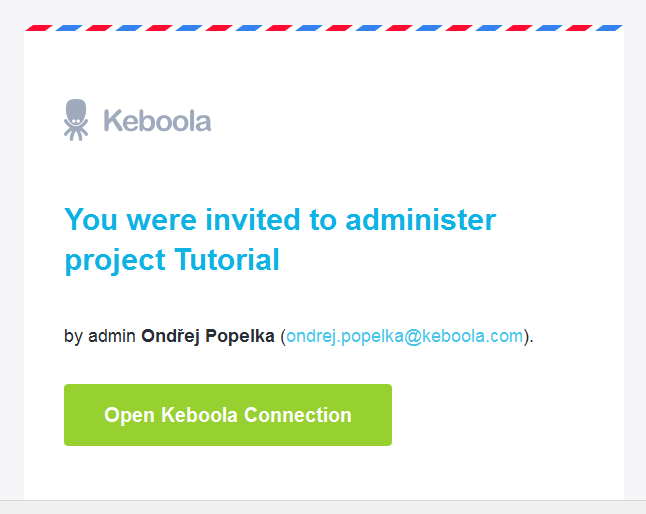 Keboola
You were invited to administer
project Tutorial
by admin Ondřej Popelka (ondrej.popelka@keboola.com).
Open Keboola Connection